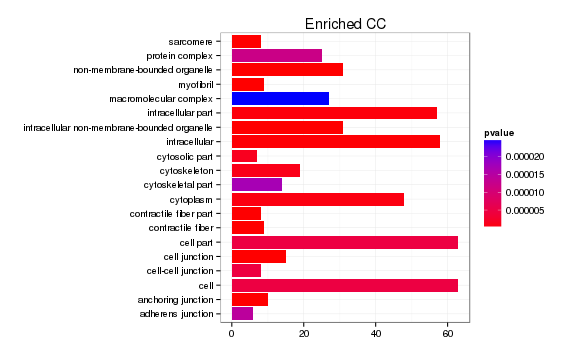 Enriched CC
sarcomere
protein complex
non-membrane-bounded organelle
myofibril
macromolecular complex
intracellular part
intracellular non-membrane-bounded organelle
intracellular
cytosolic part
cytoskeleton
cytoskeletal part
cytoplasm
contractile fiber part
contractile fiber
cell part
cell junction
cell-cell junction
cell
anchoring junction
adherens junction
0 20 40 60
pvalue
0.000020
0.000015
0.000010
0.000005